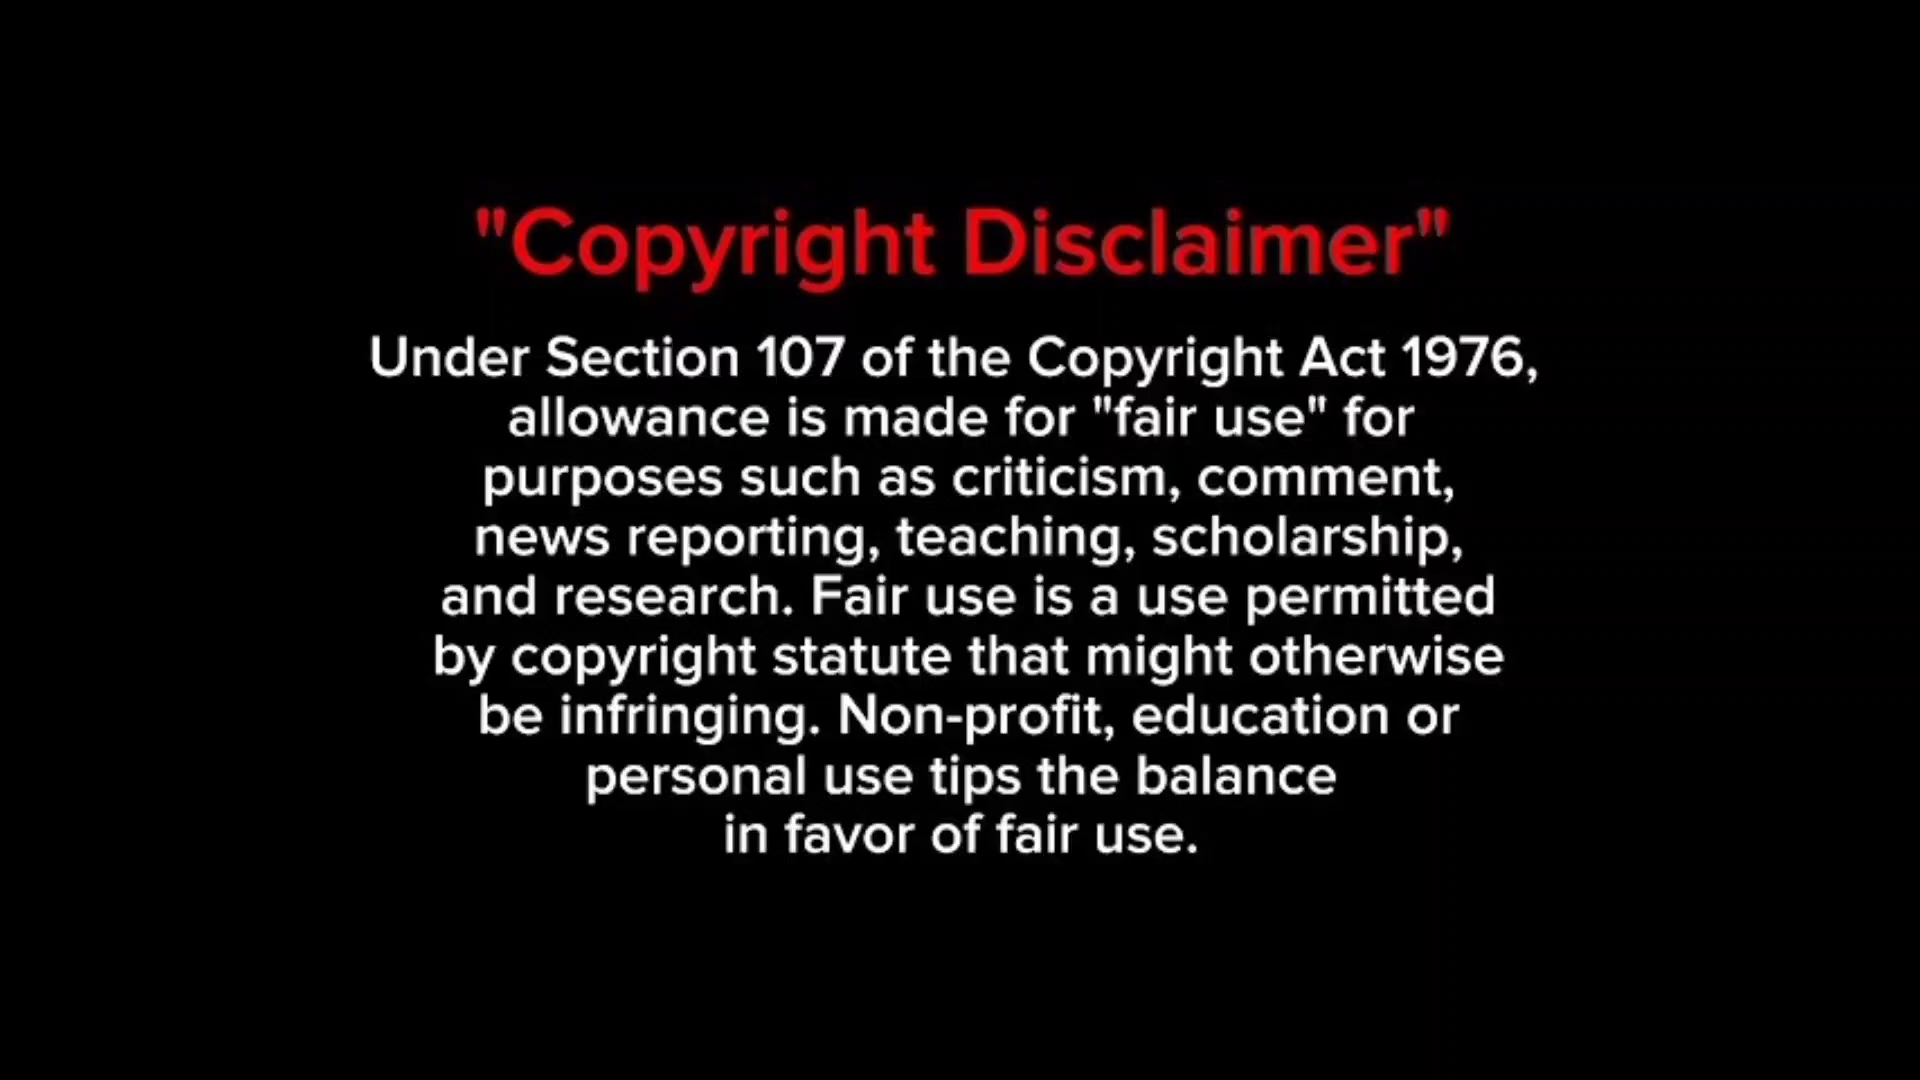 "Copyright Disclaimer"
Under Section 107 of the Copyright Act 1976,
allowance is made for "fair use" for
purposes such as criticism, comment,
news reporting, teaching, scholarship,
and research. Fair use is a use permitted
by copyright statute that might otherwise
be infringing. Non-profit, education or
personal use tips the balance
in favor of fair use.